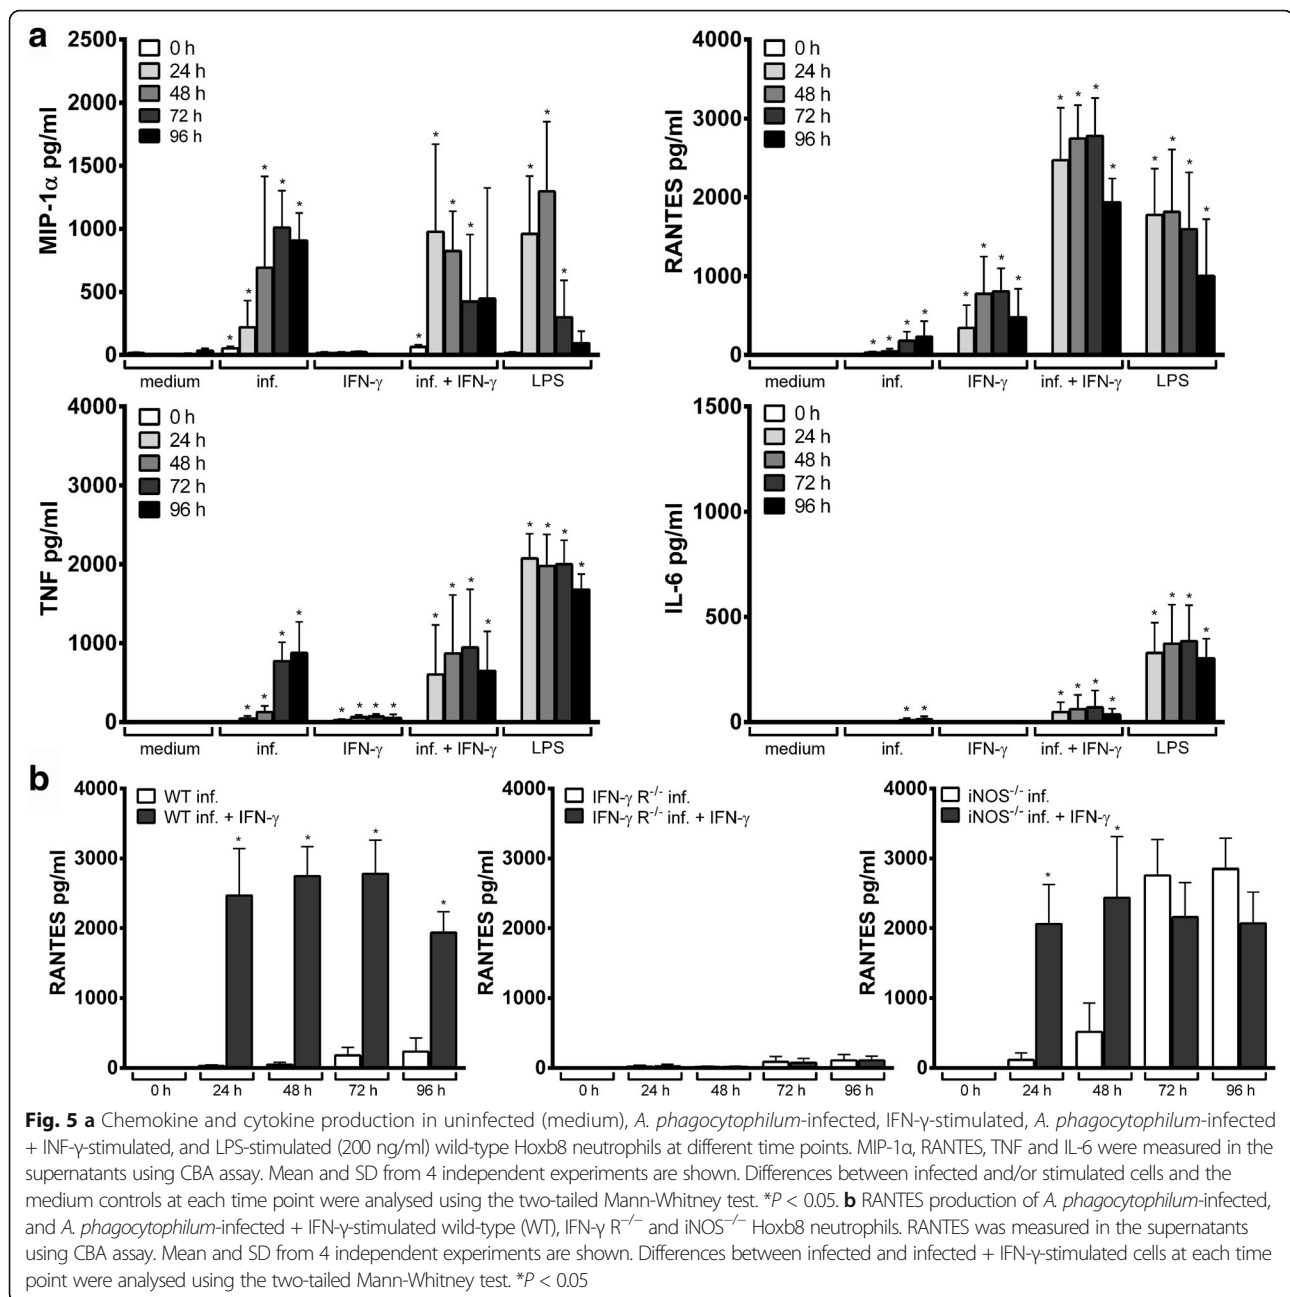 a
MIP-1α pg/ml
2500
2000
1500
1000
500
0
0 h
24 h
48 h
72 h
96 h
* * * * * * * * * * * *
medium inf. IFN-γ inf. + IFN-γ LPS
RANTES pg/ml
4000
3000
2000
1000
0
0 h
24 h
48 h
72 h
96 h
* * * * * * * * * * * * * * * *
medium inf. IFN-γ inf. + IFN-γ LPS
TNF pg/ml
4000
3000
2000
1000
0
0 h
24 h
48 h
72 h
96 h
* * * * * * * * * * * * * * * *
medium inf. IFN-γ inf. + IFN-γ LPS
IL-6 pg/ml
1500
1000
500
0
0 h
24 h
48 h
72 h
96 h
* * * * * * * * * *
medium inf. IFN-γ inf. + IFN-γ LPS
b
RANTES pg/ml
4000
3000
2000
1000
0
WT inf.
WT inf. + IFN-γ
* * * *
0 h 24 h 48 h 72 h 96 h
RANTES pg/ml
4000
3000
2000
1000
0
IFN-γ R⁻/⁻ inf.
IFN-γ R⁻/⁻ inf. + IFN-γ
0 h 24 h 48 h 72 h 96 h
RANTES pg/ml
4000
3000
2000
1000
0
iNOS⁻/⁻ inf.
iNOS⁻/⁻ inf. + IFN-γ
* *
0 h 24 h 48 h 72 h 96 h
Fig. 5 a Chemokine and cytokine production in uninfected (medium), A. phagocytophilum-infected, IFN-γ-stimulated, A. phagocytophilum-infected
+ INF-γ-stimulated, and LPS-stimulated (200 ng/ml) wild-type Hoxb8 neutrophils at different time points. MIP-1α, RANTES, TNF and IL-6 were measured in the
supernatants using CBA assay. Mean and SD from 4 independent experiments are shown. Differences between infected and/or stimulated cells and the
medium controls at each time point were analysed using the two-tailed Mann-Whitney test. *P < 0.05. b RANTES production of A. phagocytophilum-infected,
and A. phagocytophilum-infected + IFN-γ-stimulated wild-type (WT), IFN-γ R⁻/⁻ and iNOS⁻/⁻ Hoxb8 neutrophils. RANTES was measured in the supernatants
using CBA assay. Mean and SD from 4 independent experiments are shown. Differences between infected and infected + IFN-γ-stimulated cells at each time
point were analysed using the two-tailed Mann-Whitney test. *P < 0.05